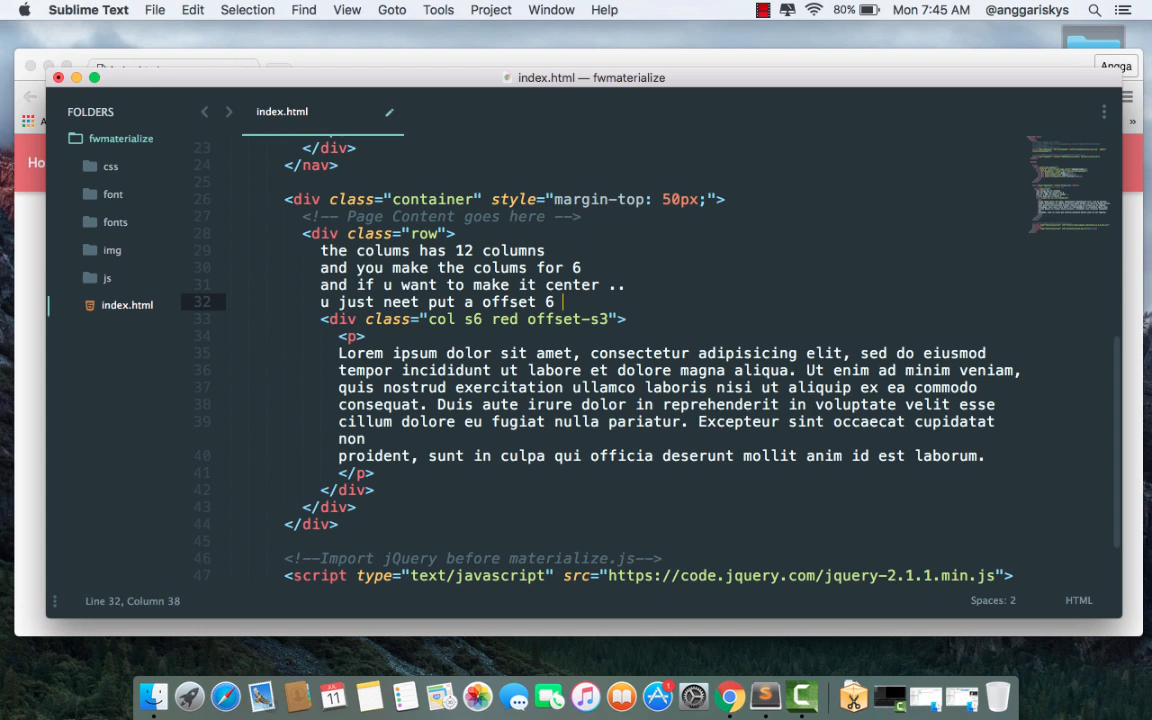 Sublime Text File Edit Selection Find View Goto Tools Project Window Help 80% Mon 7:45 AM @anggariskys
Angga
index.html — fwmaterialize
FOLDERS
fwmaterialize
css
font
fonts
img
js
index.html
index.html
Ho
A
»
23 </div>
24 </nav>
25
26 <div class="container" style="margin-top: 50px;">
27 <!-- Page Content goes here -->
28 <div class="row">
29 the colums has 12 columns
30 and you make the colums for 6
31 and if u want to make it center ..
32 u just neet put a offset 6
33 <div class="col s6 red offset-s3">
34 <p>
35 Lorem ipsum dolor sit amet, consectetur adipisicing elit, sed do eiusmod
36 tempor incididunt ut labore et dolore magna aliqua. Ut enim ad minim veniam,
37 quis nostrud exercitation ullamco laboris nisi ut aliquip ex ea commodo
38 consequat. Duis aute irure dolor in reprehenderit in voluptate velit esse
39 cillum dolore eu fugiat nulla pariatur. Excepteur sint occaecat cupidatat
non
40 proident, sunt in culpa qui officia deserunt mollit anim id est laborum.
41 </p>
42 </div>
43 </div>
44 </div>
45
46 <!--Import jQuery before materialize.js-->
47 <script type="text/javascript" src="https://code.jquery.com/jquery-2.1.1.min.js">
Line 32, Column 38
Spaces: 2
HTML
JUL
11
1
S
C